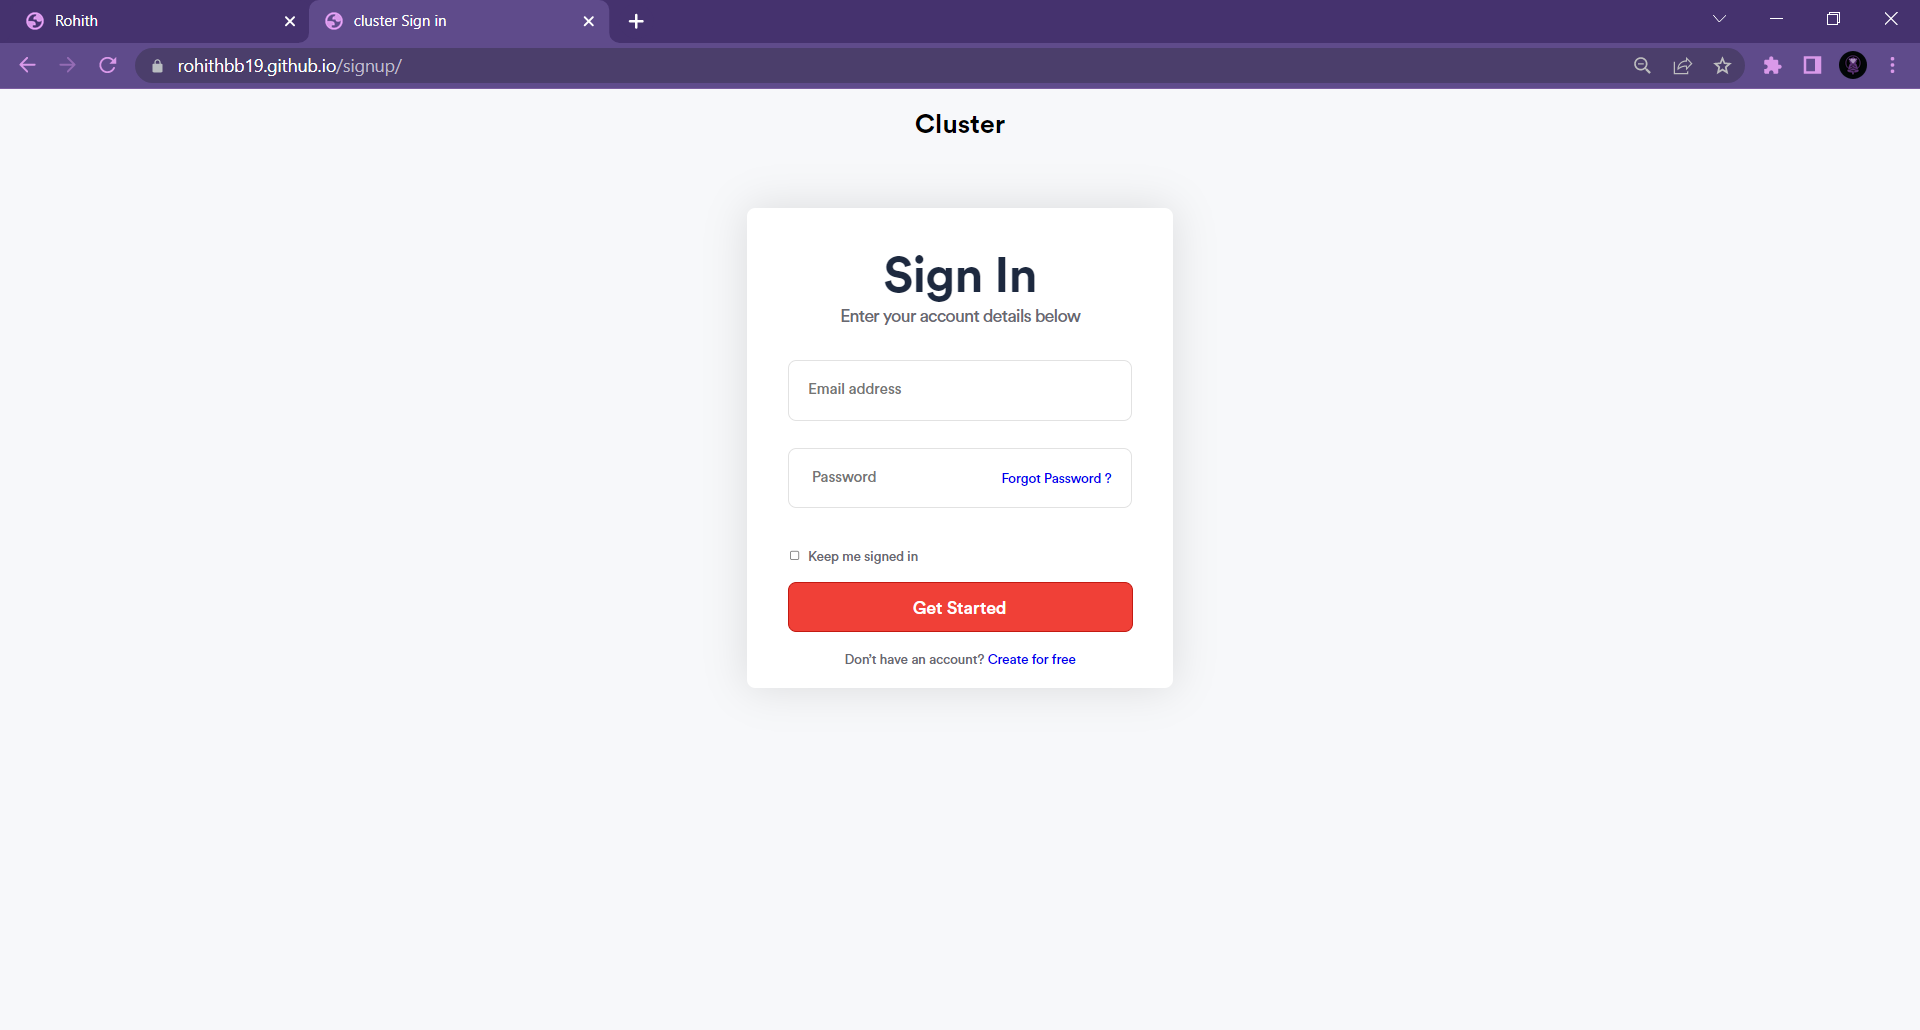 Rohith
cluster Sign in
rohithbb19.github.io/signup/
Cluster
Sign In
Enter your account details below
Email address
Password
Forgot Password ?
Keep me signed in
Get Started
Don't have an account? Create for free